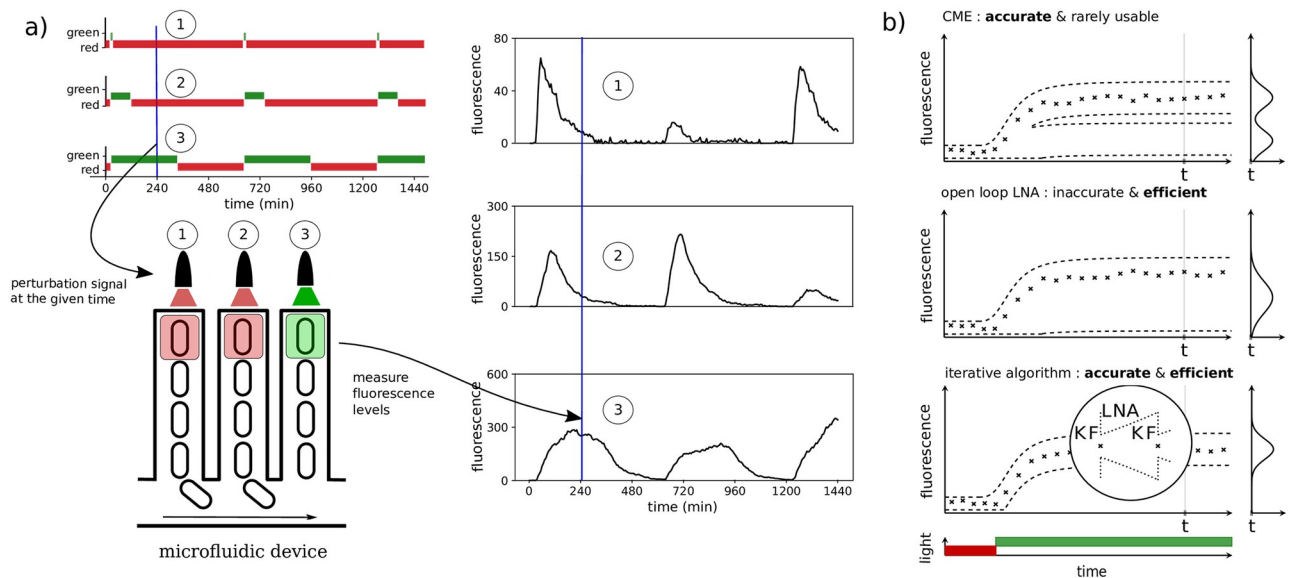 a)
green
red
1
green
red
2
green
red
3
0 240 480 720 960 1200 1440
time (min)
1 2 3
perturbation signal
at the given time
measure
fluorescence
levels
microfluidic device
fluorescence
80
40
0
1
fluorescence
300
150
0
2
fluorescence
600
300
0
3
0 240 480 720 960 1200 1440
time (min)
b)
CME : accurate & rarely usable
fluorescence
t t
open loop LNA : inaccurate & efficient
fluorescence
t t
iterative algorithm : accurate & efficient
fluorescence
LNA
KF KF
t t
light
time